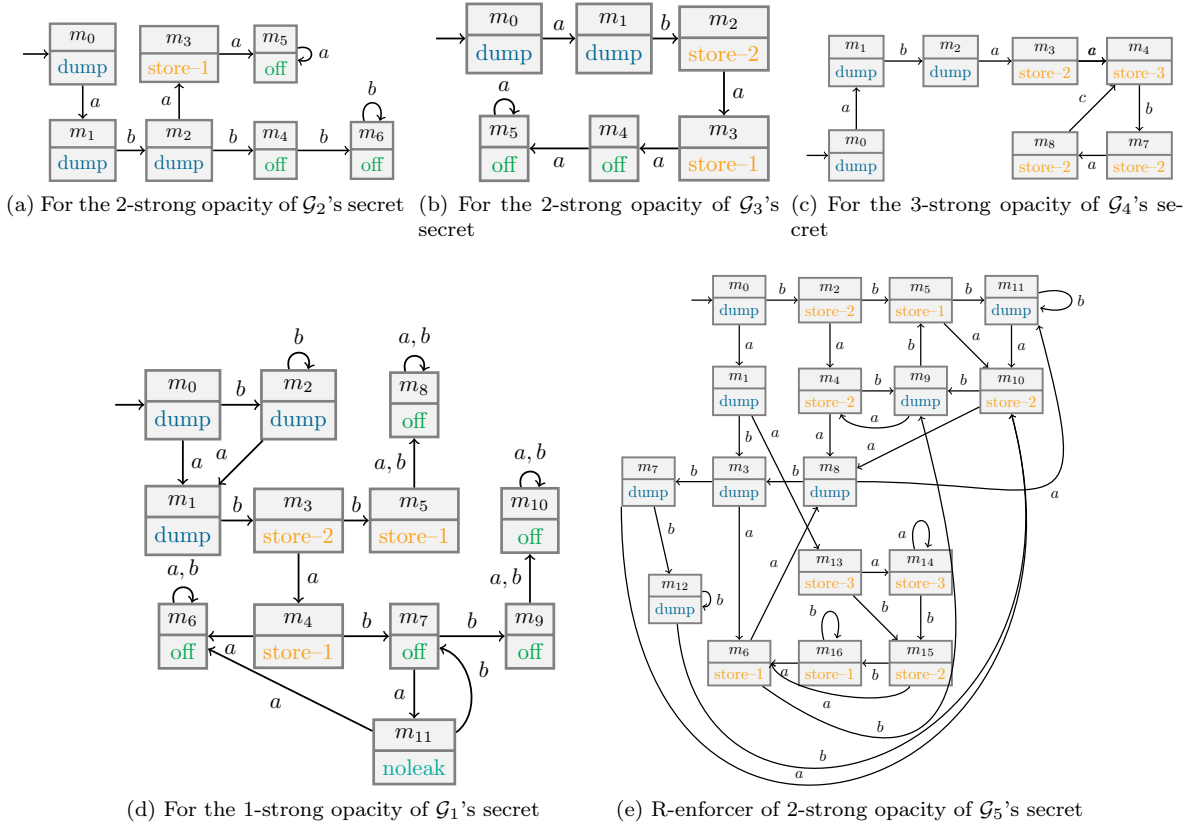 m0 dump
a
m1 dump
b
m2 dump
a
m3 store–1
a
m5 off
a
b
m4 off
b
m6 off
b
(a) For the 2-strong opacity of G2's secret
m0 dump
a
m1 dump
b
m2 store–2
a
m3 store–1
a
m4 off
a
m5 off
a
(b) For the 2-strong opacity of G3's
secret
m0 dump
a
m1 dump
b
m2 dump
a
m3 store–2
a
m4 store–3
b
m7 store–2
a
m8 store–2
c
(c) For the 3-strong opacity of G4's se-
cret
m0 dump
b
m2 dump
b
a
a
m1 dump
b
m3 store–2
b
m5 store–1
a, b
m8 off
a, b
a
m4 store–1
a
m6 off
a, b
b
m7 off
b
m9 off
a, b
m10 off
a, b
a
m11 noleak
a
b
(d) For the 1-strong opacity of G1's secret
m0 dump
b
m2 store–2
b
m5 store–1
b
m11 dump
b
a
a
b
a
a
m1 dump
m4 store–2
b
m9 dump
b
m10 store–2
a
b
a
a
a
m7 dump
b
m3 dump
b
m8 dump
a
b
a
m12 dump
b
a
m13 store–3
a
m14 store–3
a
b
b
m6 store–1
a
m16 store–1
b
b
m15 store–2
a
b
b
a
(e) R-enforcer of 2-strong opacity of G5's secret